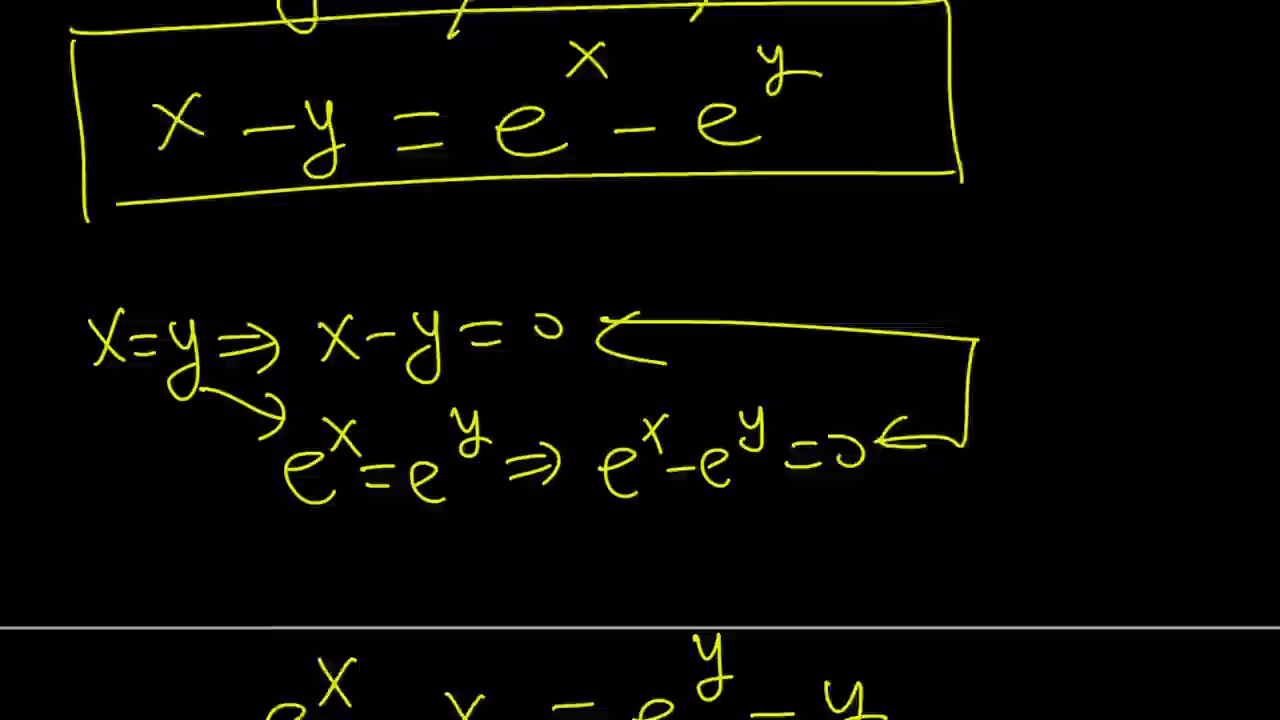 x - y = e^x - e^y
x = y ⇒ x - y = 0
e^x = e^y ⇒ e^x - e^y = 0
e^x - x = e^y - y